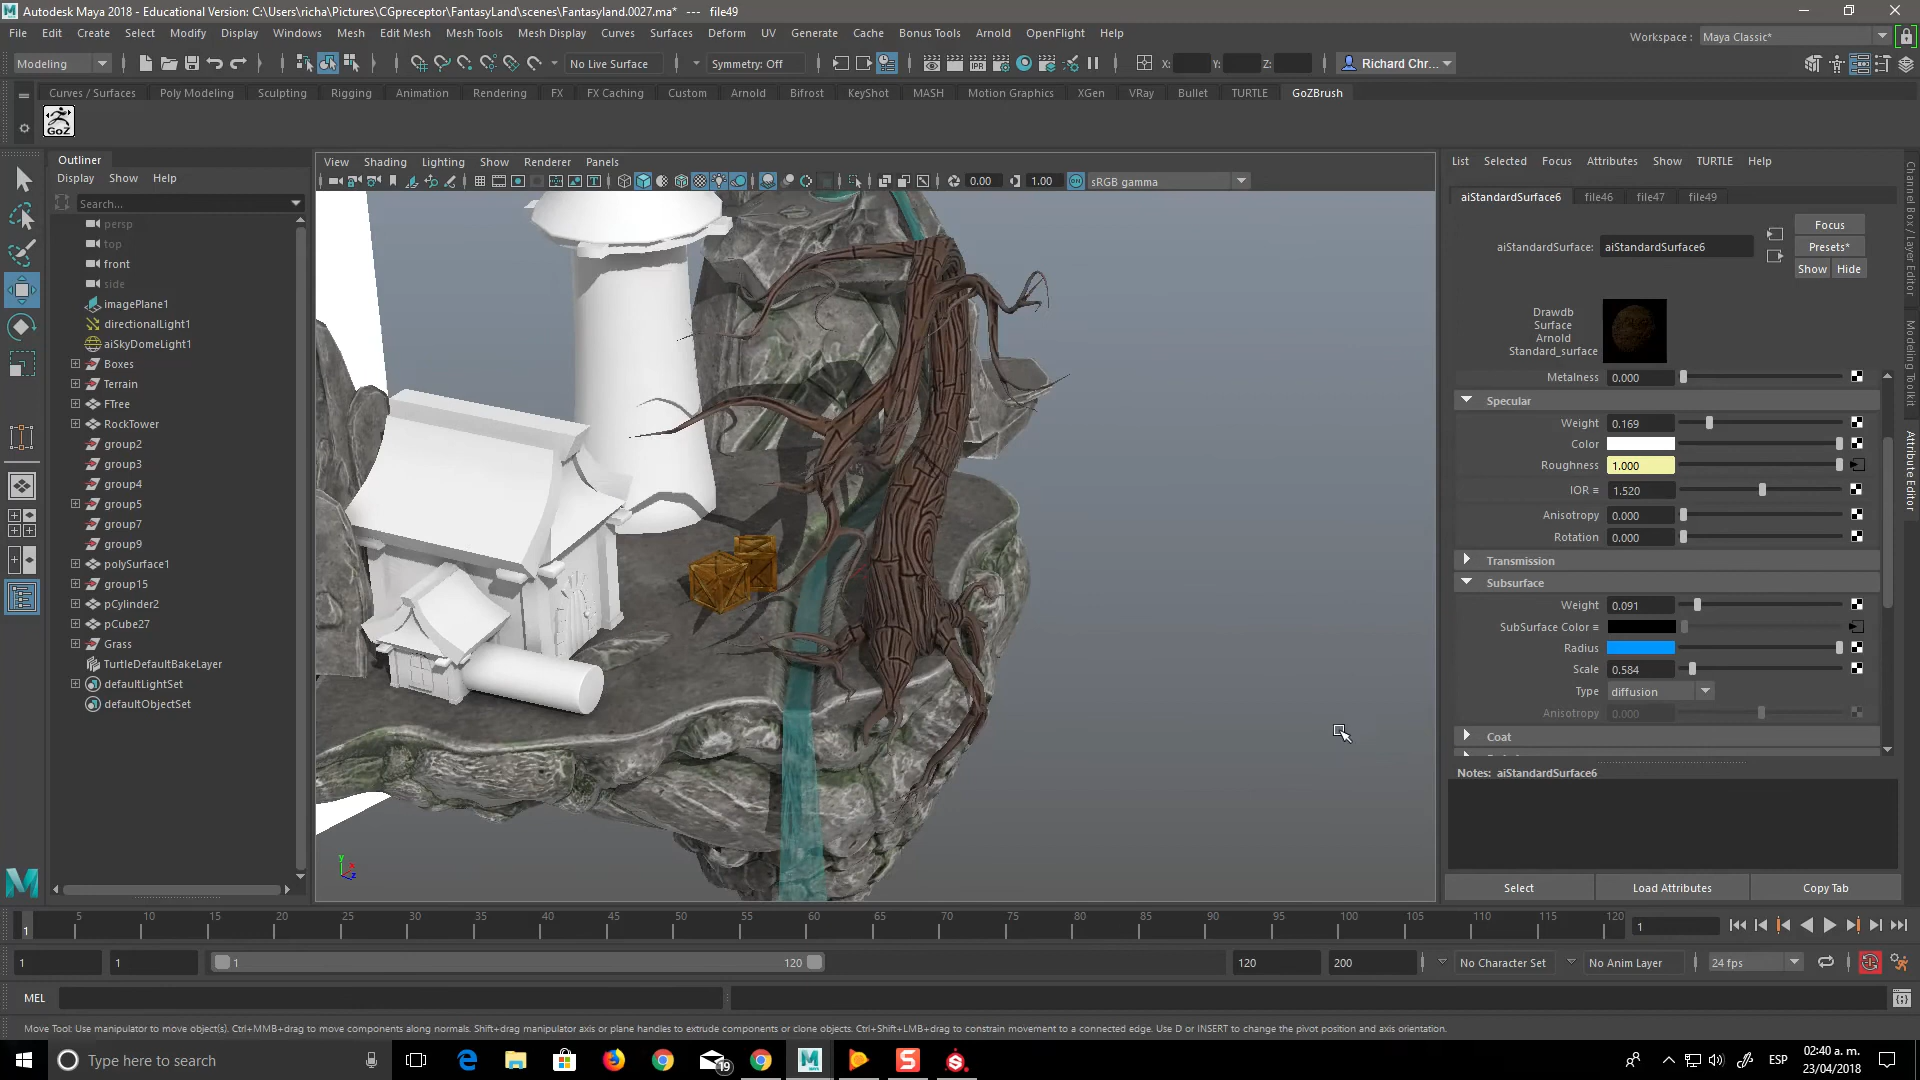 Autodesk Maya 2018 - Educational Version: C:\Users\richa\Pictures\CGpreceptor\FantasyLand\scenes\Fantasyland.0027.ma* --- file49
File Edit Create Select Modify Display Windows Mesh Edit Mesh Mesh Tools Mesh Display Curves Surfaces Deform UV Generate Cache Bonus Tools Arnold OpenFlight Help
Workspace : Maya Classic*
Modeling No Live Surface Symmetry: Off X: Y: Z: Richard Chr...
Curves / Surfaces Poly Modeling Sculpting Rigging Animation Rendering FX FX Caching Custom Arnold Bifrost KeyShot MASH Motion Graphics XGen VRay Bullet TURTLE GoZBrush
GoZ
Outliner
Display Show Help
Search...
persp
top
front
side
imagePlane1
directionalLight1
aiSkyDomeLight1
Boxes
Terrain
FTree
RockTower
group2
group3
group4
group5
group7
group9
polySurface1
group15
pCylinder2
pCube27
Grass
TurtleDefaultBakeLayer
defaultLightSet
defaultObjectSet
View Shading Lighting Show Renderer Panels
0.00 1.00 ON sRGB gamma
y x z
List Selected Focus Attributes Show TURTLE Help
aiStandardSurface6 file46 file47 file49
aiStandardSurface: aiStandardSurface6
Focus
Presets*
Show Hide
Drawdb
Surface
Arnold
Standard_surface
Metalness 0.000
Specular
Weight 0.169
Color
Roughness 1.000
IOR 1.520
Anisotropy 0.000
Rotation 0.000
Transmission
Subsurface
Weight 0.091
SubSurface Color
Radius
Scale 0.584
Type diffusion
Anisotropy 0.000
Coat
Notes: aiStandardSurface6
Select Load Attributes Copy Tab
Channel Box / Layer Editor
Modeling Toolkit
Attribute Editor
1 5 10 15 20 25 30 35 40 45 50 55 60 65 70 75 80 85 90 95 100 105 110 115 120 1
1 1 1 120 120 200 No Character Set No Anim Layer 24 fps
MEL
Move Tool: Use manipulator to move object(s). Ctrl+MMB+drag to move components along normals. Shift+drag manipulator axis or plane handles to extrude components or clone objects. Ctrl+Shift+LMB+drag to constrain movement to a connected edge. Use D or INSERT to change the pivot position and axis orientation.
Type here to search
19
ESP
02:40 a. m.
23/04/2018